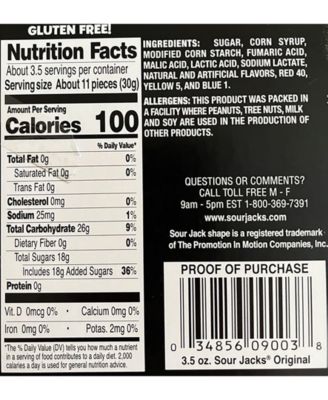 GLUTEN FREE!
Nutrition Facts
About 3.5 servings per container
Serving size About 11 pieces (30g)
Amount Per Serving
Calories 100
% Daily Value*
Total Fat 0g 0%
Saturated Fat 0g 0%
Trans Fat 0g
Cholesterol 0mg 0%
Sodium 25mg 1%
Total Carbohydrate 26g 9%
Dietary Fiber 0g 0%
Total Sugars 18g
Includes 18g Added Sugars 36%
Protein 0g
Vit. D 0mcg 0% • Calcium 0mg 0%
Iron 0mg 0% • Potas. 2mg 0%
*The % Daily Value (DV) tells you how much a nutrient
in a serving of food contributes to a daily diet. 2,000
calories a day is used for general nutrition advice.
INGREDIENTS: SUGAR, CORN SYRUP,
MODIFIED CORN STARCH, FUMARIC ACID,
MALIC ACID, LACTIC ACID, SODIUM LACTATE,
NATURAL AND ARTIFICIAL FLAVORS, RED 40,
YELLOW 5, AND BLUE 1.
ALLERGENS: THIS PRODUCT WAS PACKED IN
A FACILITY WHERE PEANUTS, TREE NUTS, MILK
AND SOY ARE USED IN THE PRODUCTION OF
OTHER PRODUCTS.
QUESTIONS OR COMMENTS?
CALL TOLL FREE M - F
9am - 5pm EST 1-800-369-7391
www.sourjacks.com
Sour Jack shape is a registered trademark
of The Promotion In Motion Companies, Inc.
PROOF OF PURCHASE
0 34856 09003 8
3.5 oz. Sour Jacks® Original